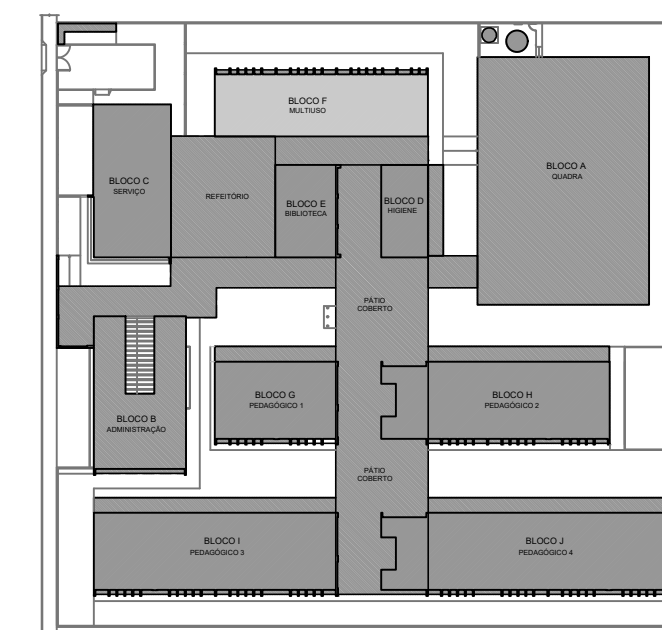 BLOCO F
MULTIUSO
BLOCO A
QUADRA
BLOCO C
SERVIÇO
REFEITÓRIO
BLOCO E
BIBLIOTECA
BLOCO D
HIGIENE
PÁTIO
COBERTO
BLOCO G
PEDAGÓGICO 1
BLOCO H
PEDAGÓGICO 2
BLOCO B
ADMINISTRAÇÃO
PÁTIO
COBERTO
BLOCO I
PEDAGÓGICO 3
BLOCO J
PEDAGÓGICO 4